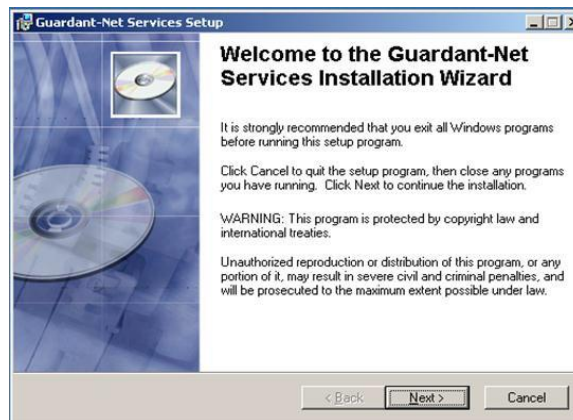 Guardant-Net Services Setup
Welcome to the Guardant-Net
Services Installation Wizard
It is strongly recommended that you exit all Windows programs
before running this setup program.
Click Cancel to quit the setup program, then close any programs
you have running. Click Next to continue the installation.
WARNING: This program is protected by copyright law and
international treaties.
Unauthorized reproduction or distribution of this program, or any
portion of it, may result in severe civil and criminal penalties, and
will be prosecuted to the maximum extent possible under law.
< Back Next > Cancel